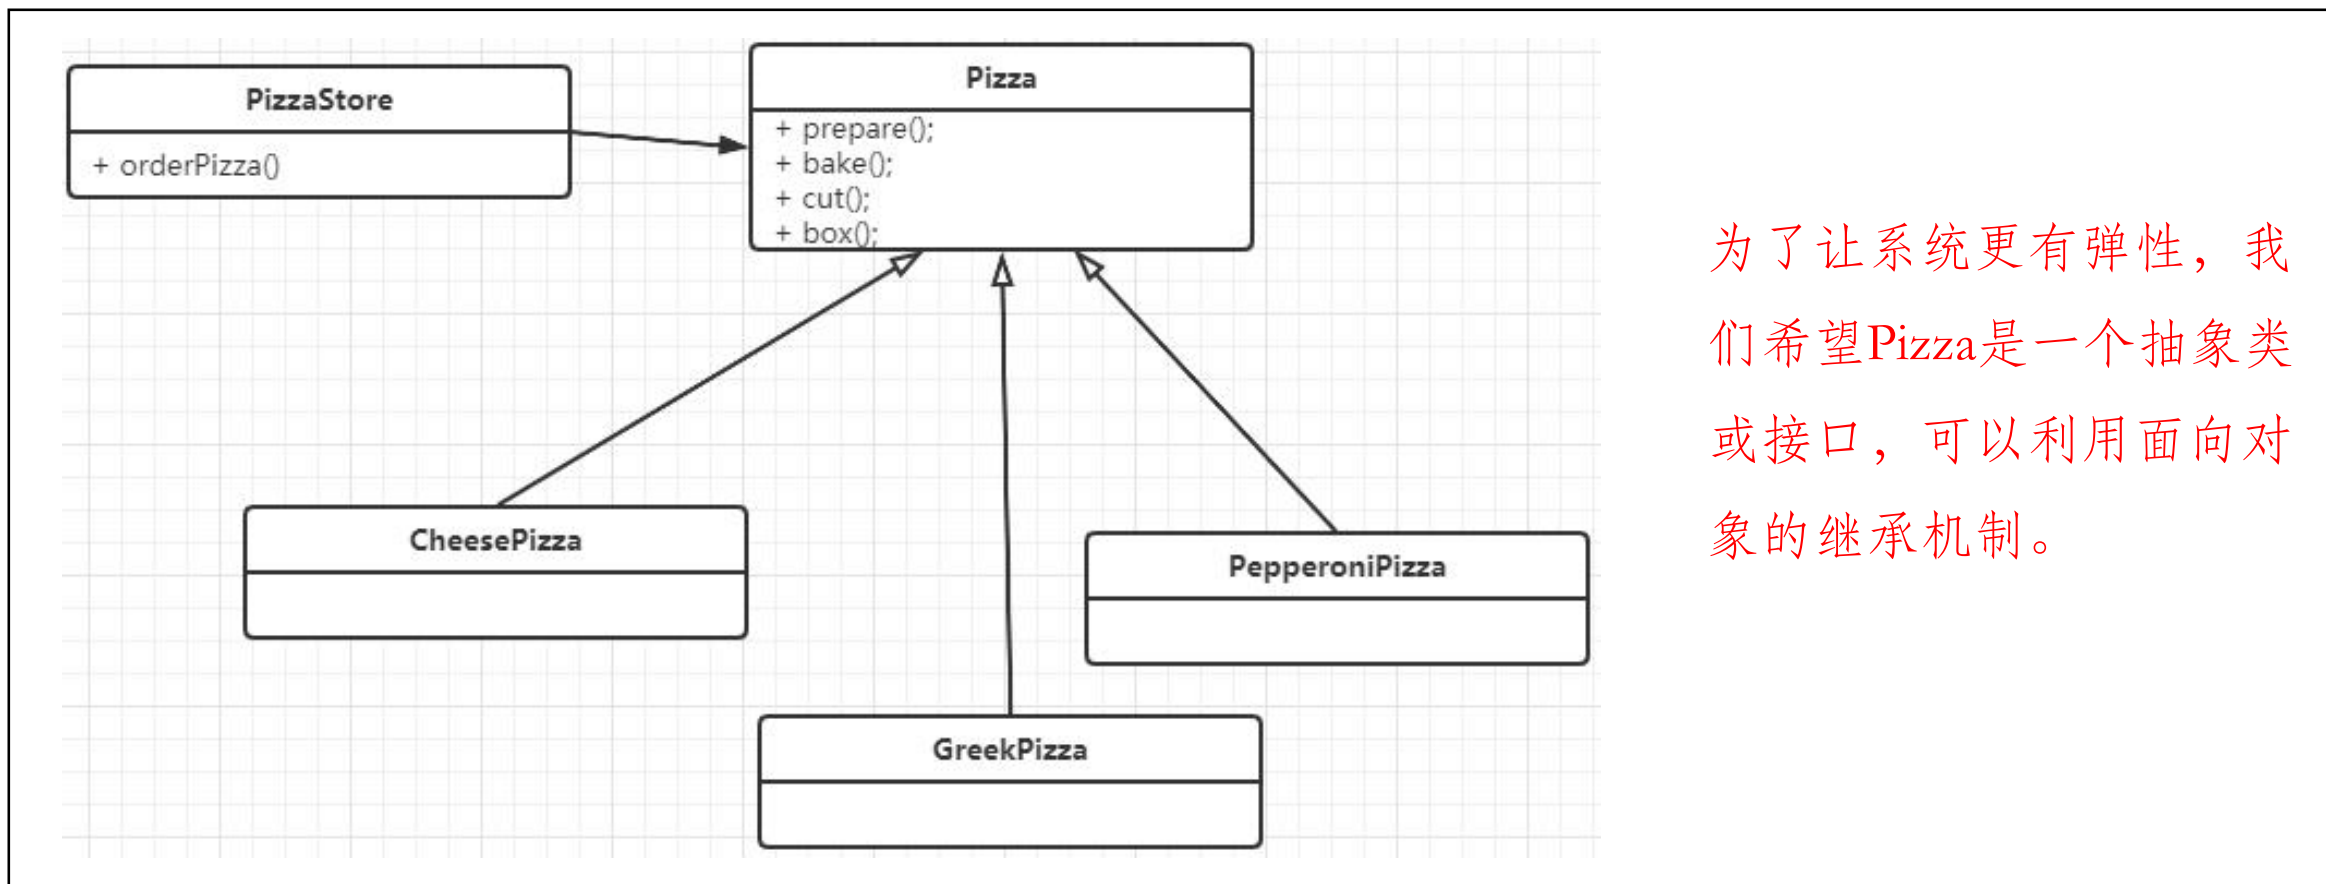 PizzaStore
+ orderPizza()
Pizza
+ prepare();
+ bake();
+ cut();
+ box();
CheesePizza
PepperoniPizza
GreekPizza
为了让系统更有弹性，我
们希望Pizza是一个抽象类
或接口，可以利用面向对
象的继承机制。